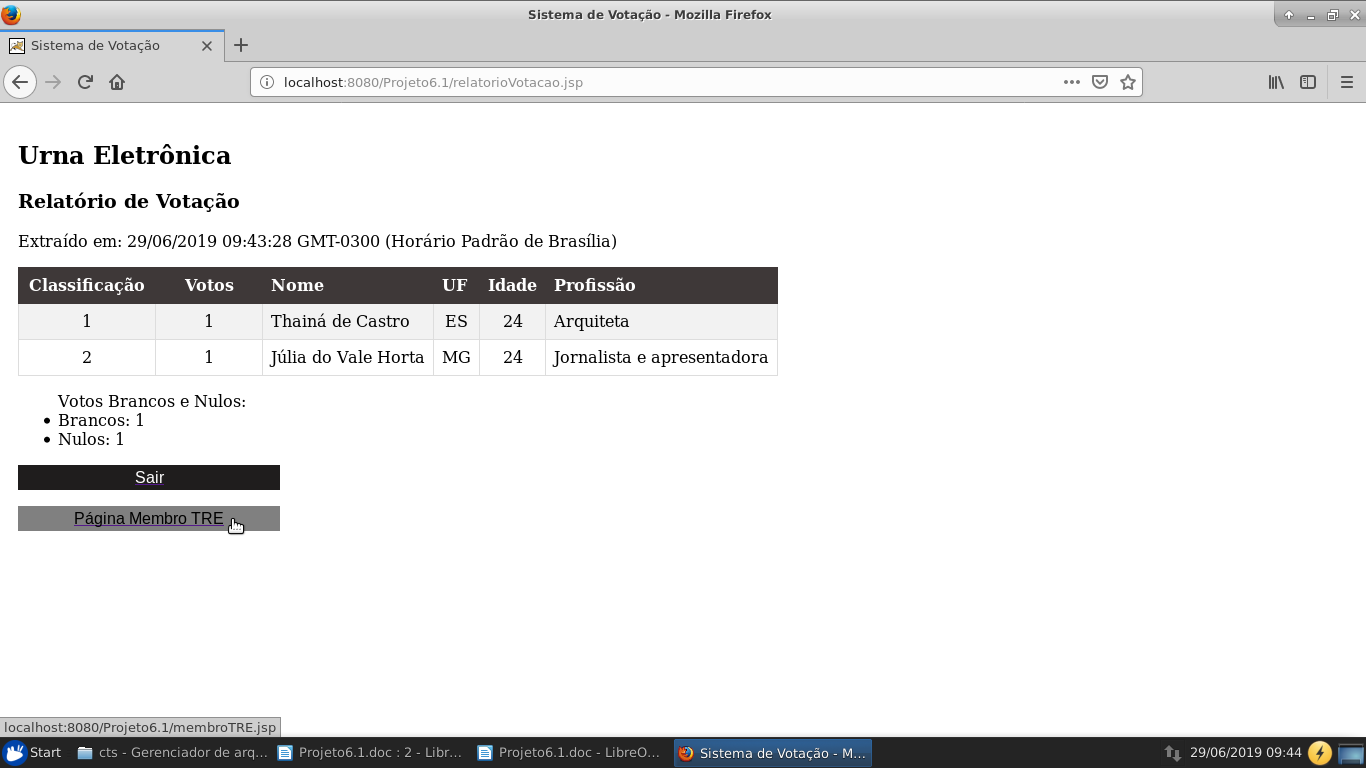 Sistema de Votação - Mozilla Firefox
Sistema de Votação
localhost:8080/Projeto6.1/relatorioVotacao.jsp
Urna Eletrônica
Relatório de Votação
Extraído em: 29/06/2019 09:43:28 GMT-0300 (Horário Padrão de Brasília)
Classificação Votos Nome UF Idade Profissão
1 1 Thainá de Castro ES 24 Arquiteta
2 1 Júlia do Vale Horta MG 24 Jornalista e apresentadora
Votos Brancos e Nulos:
• Brancos: 1
• Nulos: 1
Sair
Página Membro TRE
localhost:8080/Projeto6.1/membroTRE.jsp
Start cts - Gerenciador de arq... Projeto6.1.doc : 2 - Libr... Projeto6.1.doc - LibreO... Sistema de Votação - M... 29/06/2019 09:44